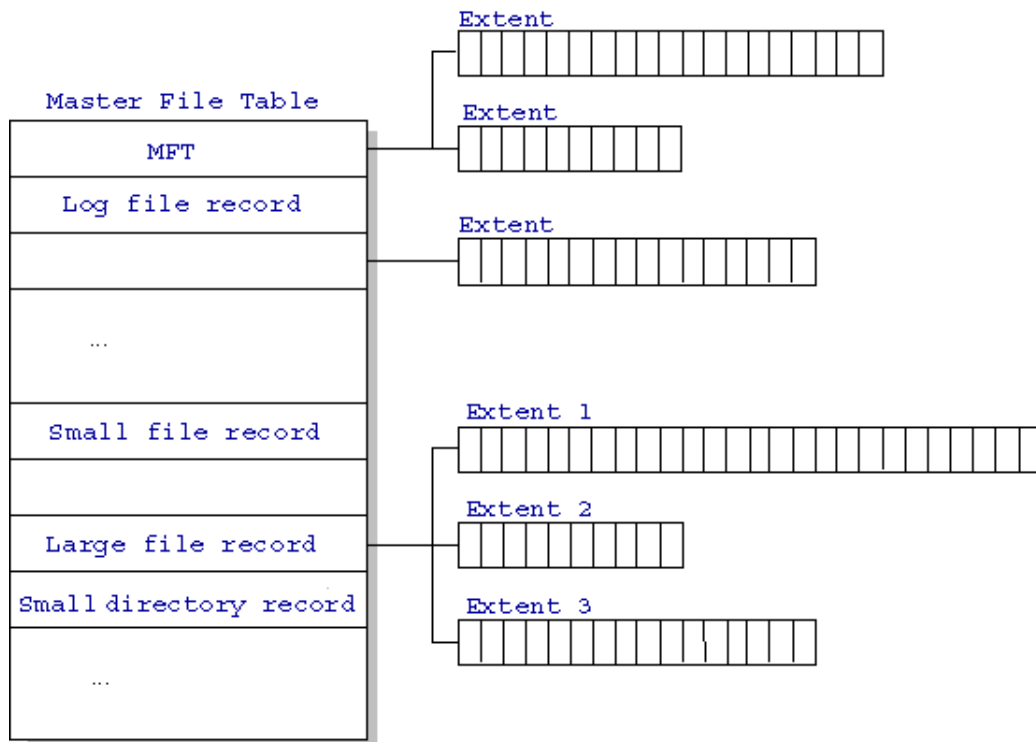 Master File Table
MFT
Log file record
...
Small file record
Large file record
Small directory record
...
Extent
Extent
Extent
Extent 1
Extent 2
Extent 3